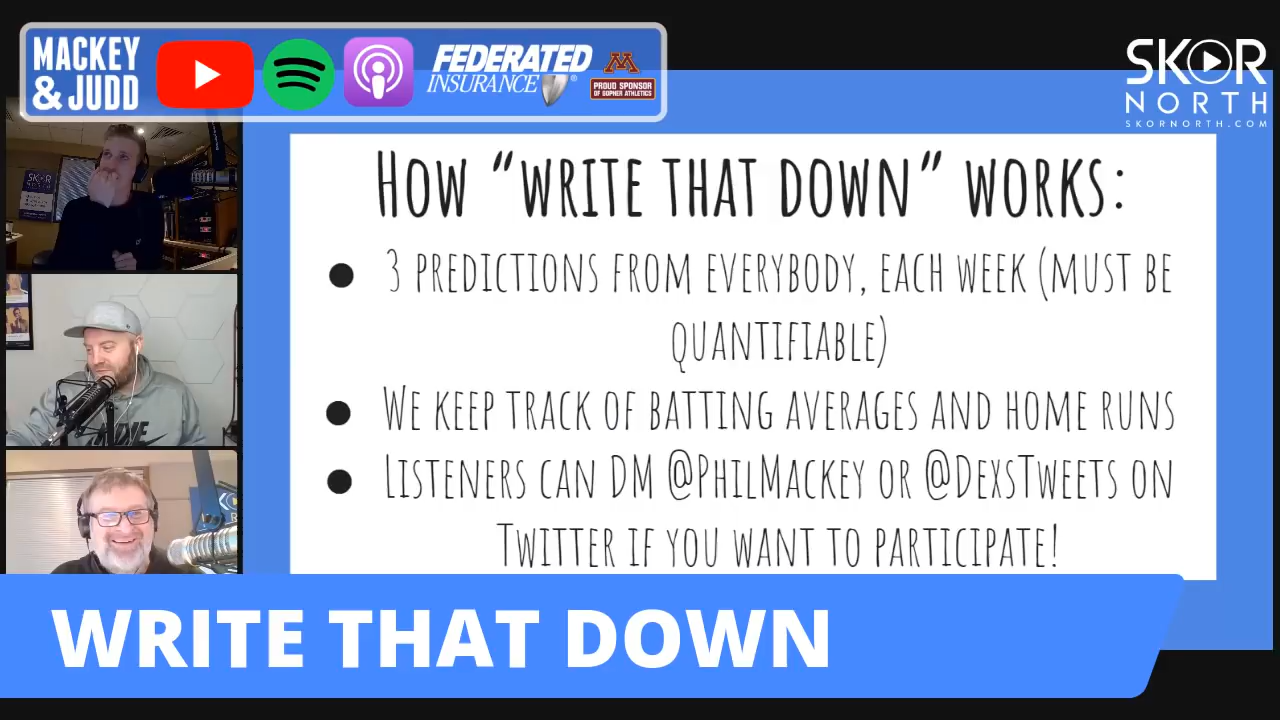 MACKEY
& JUDD
FEDERATED
INSURANCE®
M
PROUD SPONSOR
OF GOPHER ATHLETICS
SKOR
NORTH
SKORNORTH.COM
HOW “WRITE THAT DOWN” WORKS:
● 3 PREDICTIONS FROM EVERYBODY, EACH WEEK (MUST BE
QUANTIFIABLE)
● WE KEEP TRACK OF BATTING AVERAGES AND HOME RUNS
● LISTENERS CAN DM @PHILMACKEY OR @DEXSTWEETS ON
TWITTER IF YOU WANT TO PARTICIPATE!
SKOR
NORTH
WRITE THAT DOWN